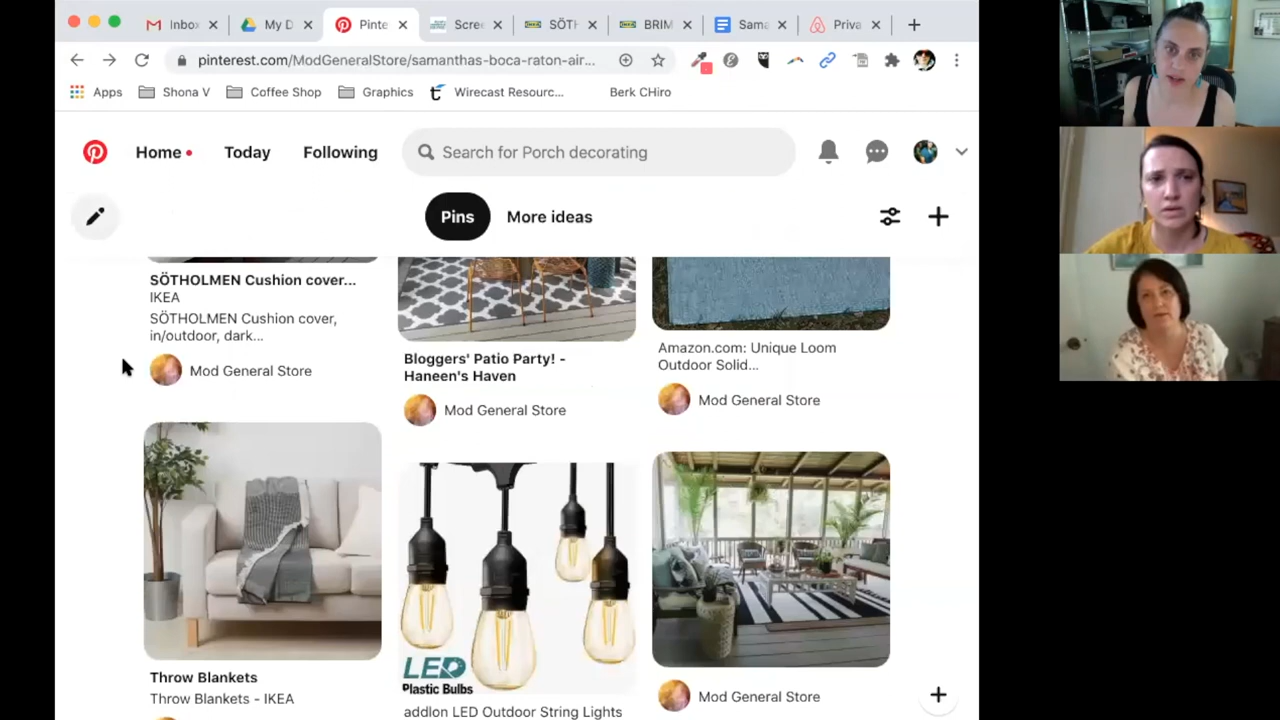 Inbo
My D
Pinte
Scree
SÖTH
BRIM
Sama
Priva
pinterest.com/ModGeneralStore/samanthas-boca-raton-air...
Apps
Shona V
Coffee Shop
Graphics
Wirecast Resourc...
Berk CHiro
Home
Today
Following
Search for Porch decorating
Pins
More ideas
SÖTHOLMEN Cushion cover...
IKEA
SÖTHOLMEN Cushion cover,
in/outdoor, dark...
Mod General Store
Bloggers' Patio Party! -
Haneen's Haven
Mod General Store
Amazon.com: Unique Loom
Outdoor Solid...
Mod General Store
Throw Blankets
Throw Blankets - IKEA
LED
Plastic Bulbs
addlon LED Outdoor String Lights
Mod General Store